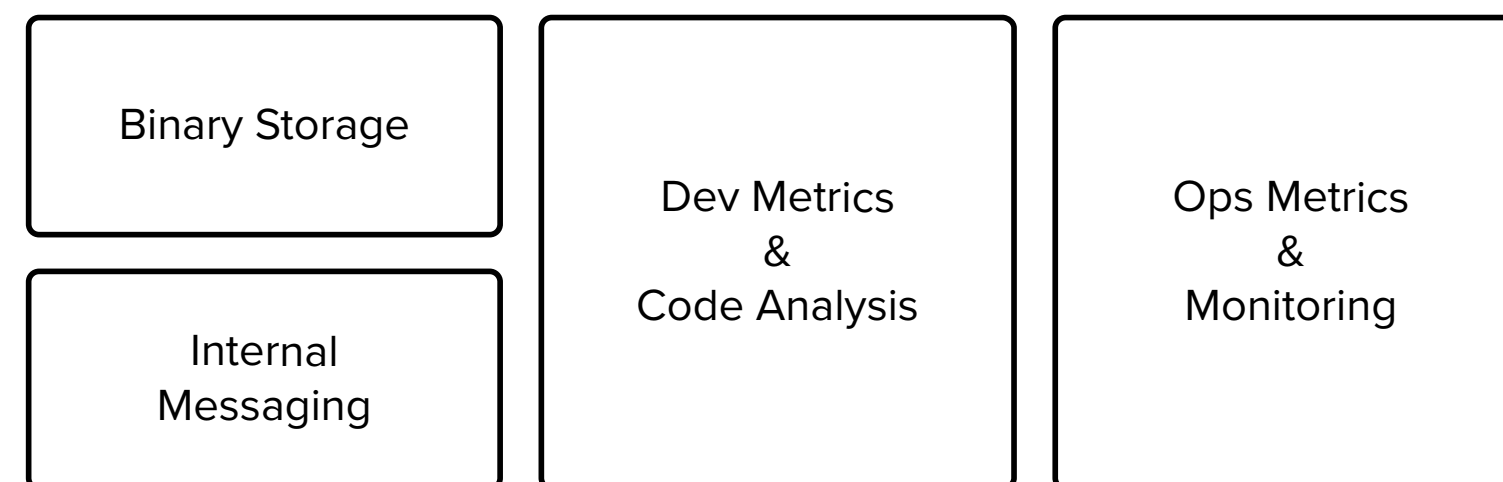 Binary Storage
Internal
Messaging
Dev Metrics
&
Code Analysis
Ops Metrics
&
Monitoring